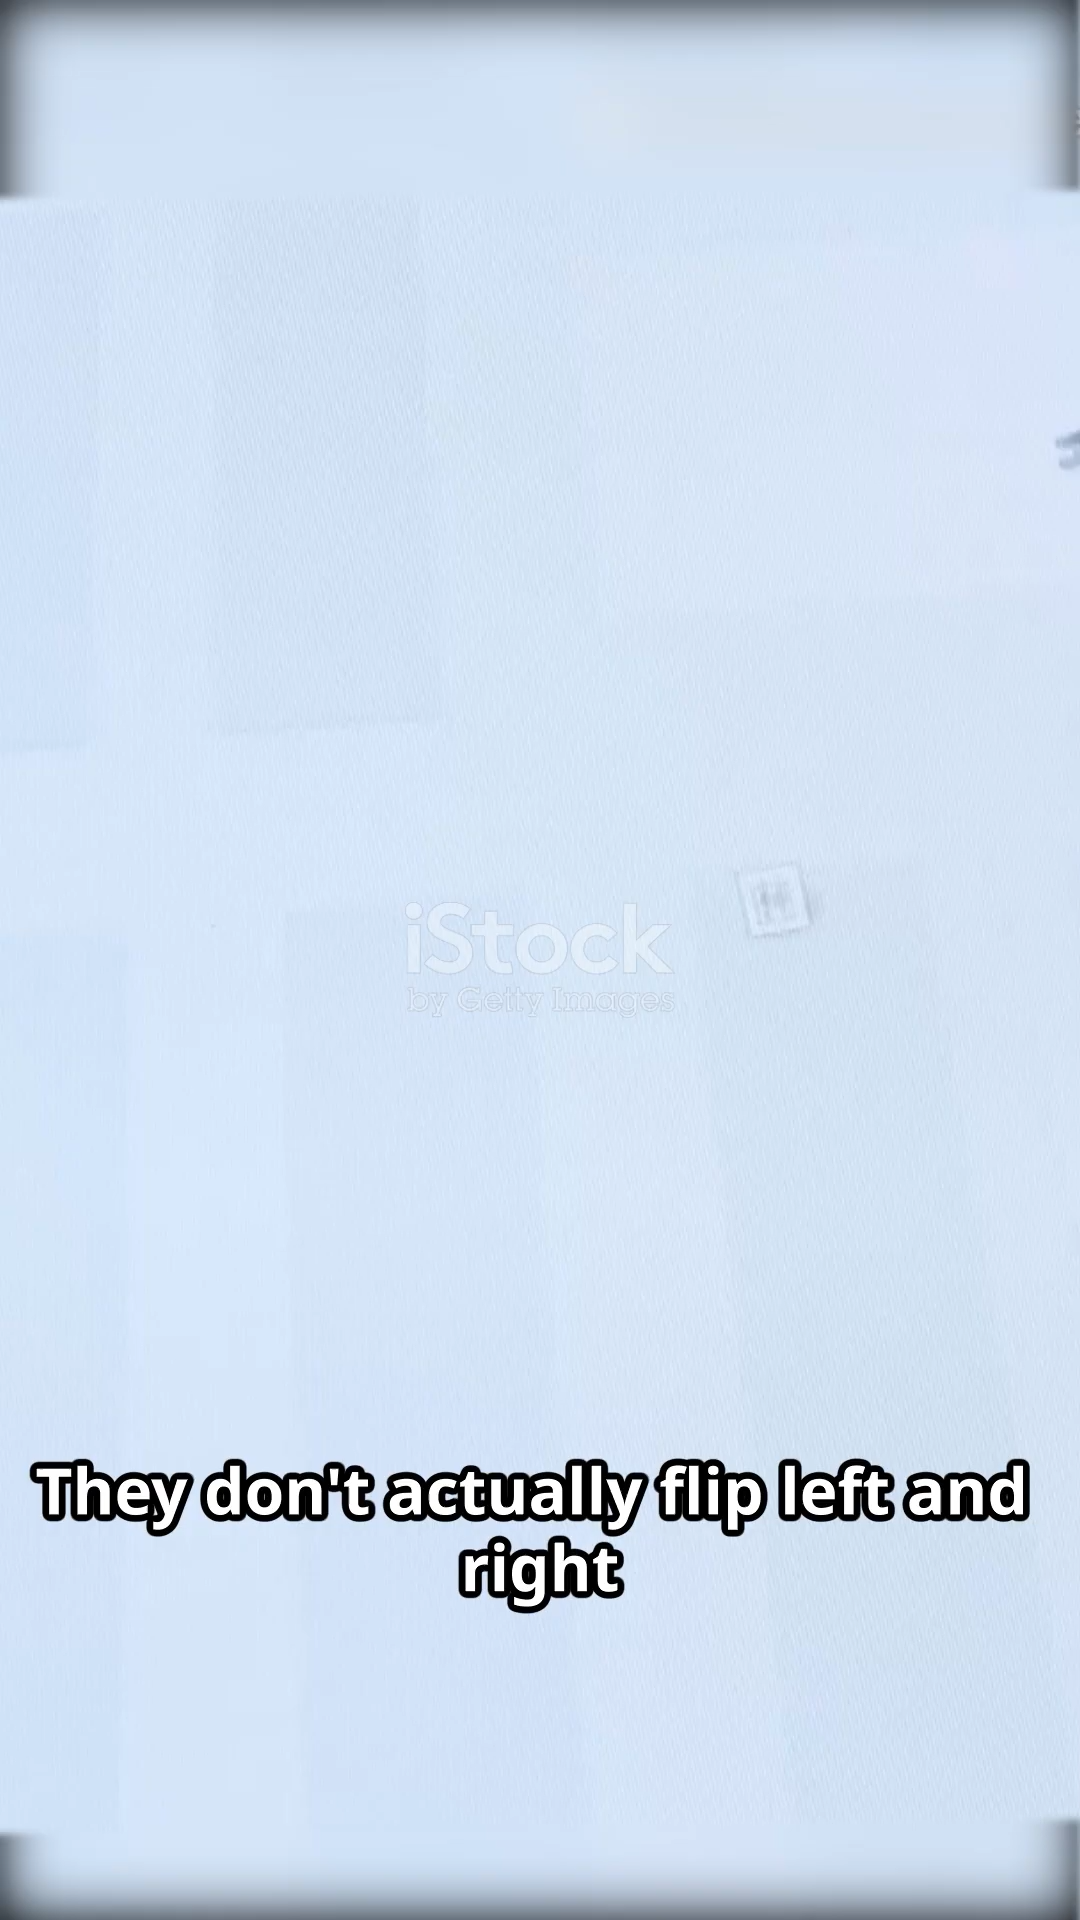 iStock
by Getty Images
They don't actually flip left and
right